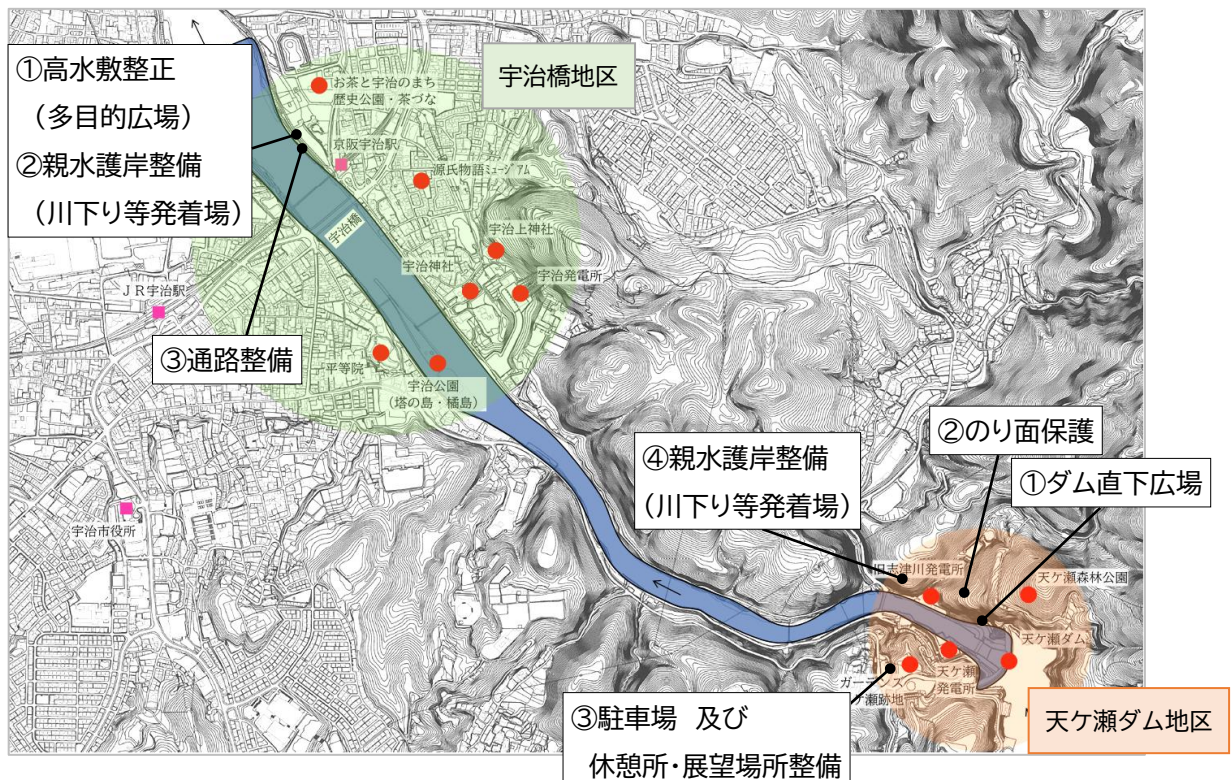 ①高水敷整正
（多目的広場）
②親水護岸整備
（川下り等発着場）
③通路整備
宇治橋地区
お茶と宇治のまち
歴史公園・茶づな
京阪宇治駅
源氏物語ﾐｭｰｼﾞｱﾑ
宇治橋
宇治上神社
宇治神社
宇治発電所
ＪＲ宇治駅
平等院
宇治公園
（塔の島・橘島）
宇治市役所
④親水護岸整備
（川下り等発着場）
②のり面保護
①ダム直下広場
旧志津川発電所
天ケ瀬森林公園
天ケ瀬ダム
天ケ瀬
発電所
ガーデンズ
ケ瀬跡地
③駐車場 及び
休憩所・展望場所整備
天ケ瀬ダム地区